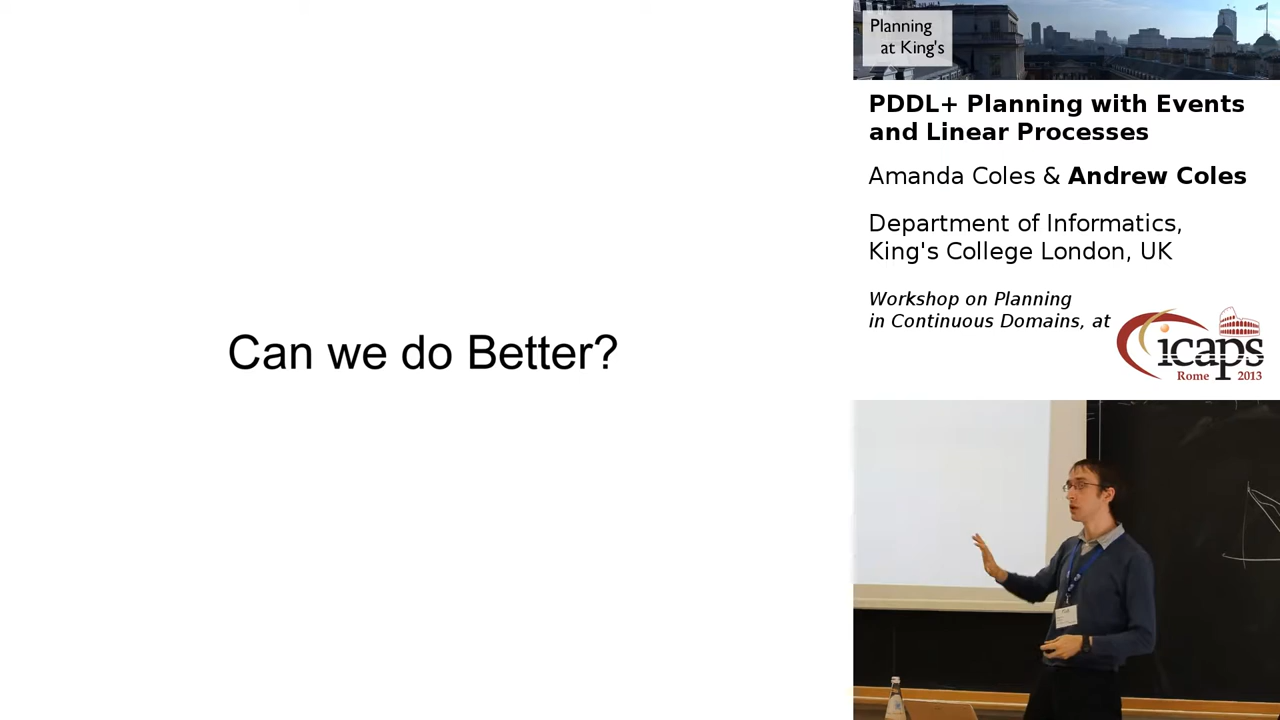 Can we do Better?
Planning
at King's
PDDL+ Planning with Events
and Linear Processes
Amanda Coles & Andrew Coles
Department of Informatics,
King's College London, UK
Workshop on Planning
in Continuous Domains, at
icaps
Rome 2013